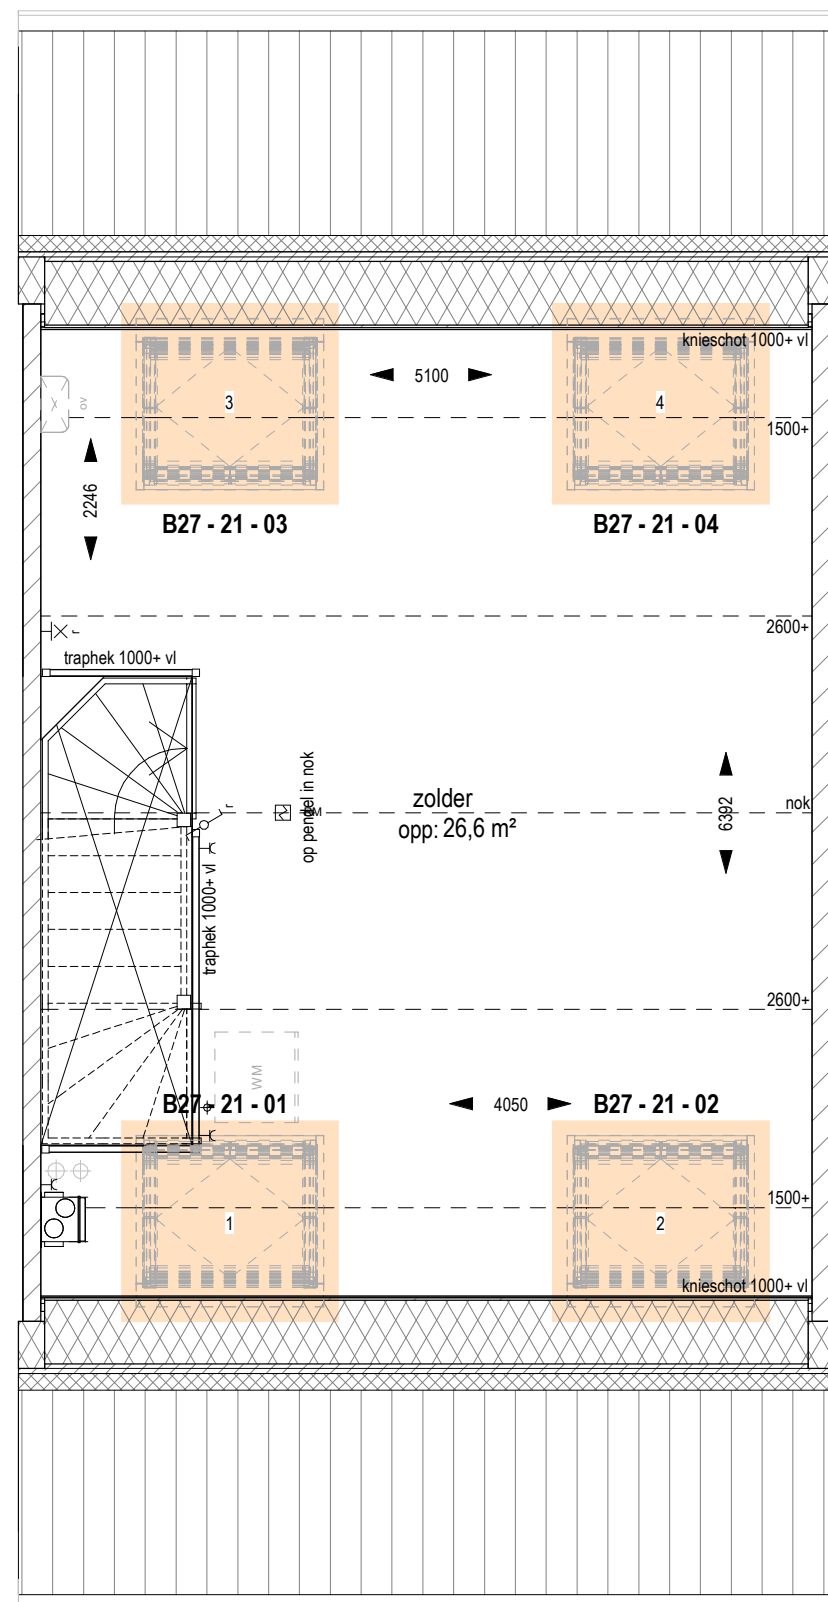 knieschot 1000+ vl
5100
3
4
ov
1500+
2246
B27 - 21 - 03
B27 - 21 - 04
2600+
r
traphek 1000+ vl
op pendel in nok
zolder
nok
r
opp: 26,6 m²
6392
traphek 1000+ vl
2600+
WM
B27 - 21 - 01
4050
B27 - 21 - 02
1500+
1
2
knieschot 1000+ vl